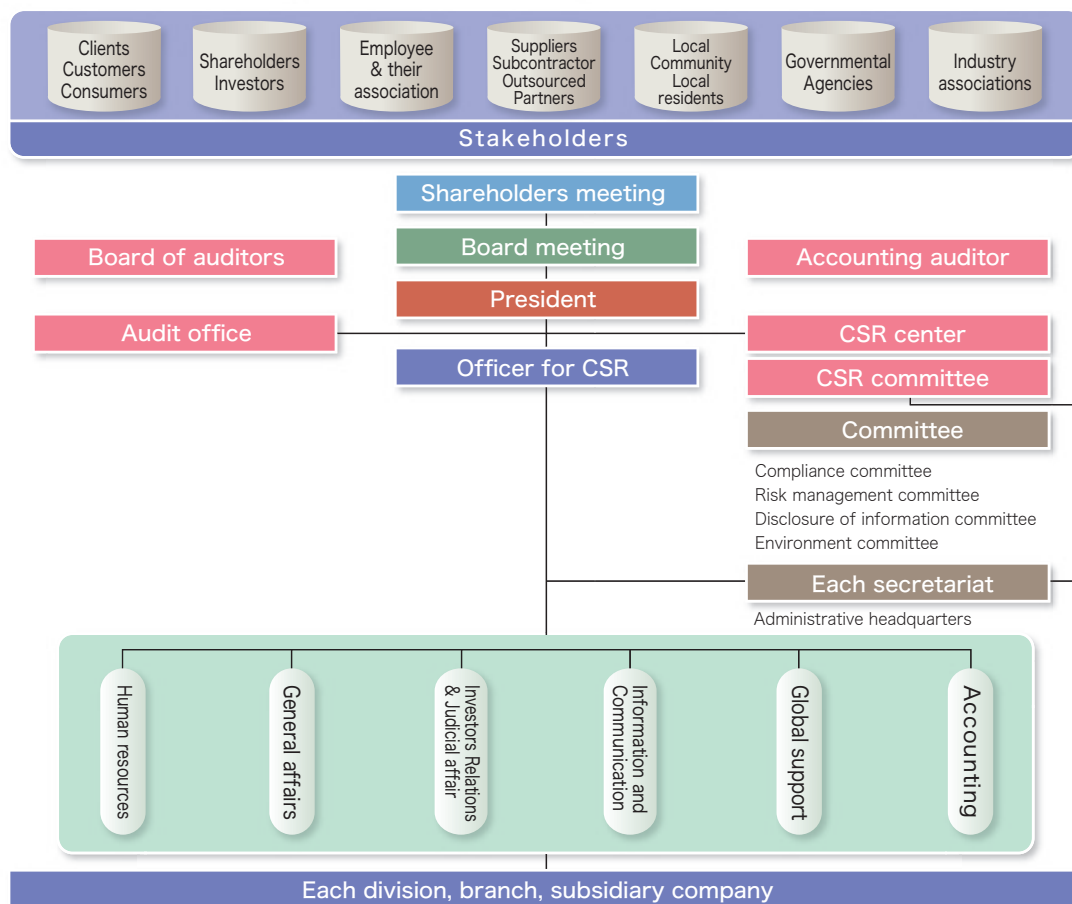 Clients
Customers
Consumers
Shareholders
Investors
Employee
& their
association
Suppliers
Subcontractor
Outsourced
Partners
Local
Community
Local
residents
Governmental
Agencies
Industry
associations
Stakeholders
Shareholders meeting
Board meeting
Board of auditors
Accounting auditor
President
Audit office
CSR center
Officer for CSR
CSR committee
Committee
Compliance committee
Risk management committee
Disclosure of information committee
Environment committee
Each secretariat
Administrative headquarters
Human resources
General affairs
Investors Relations
& Judicial affair
Information and
Communication
Global support
Accounting
Each division, branch, subsidiary company